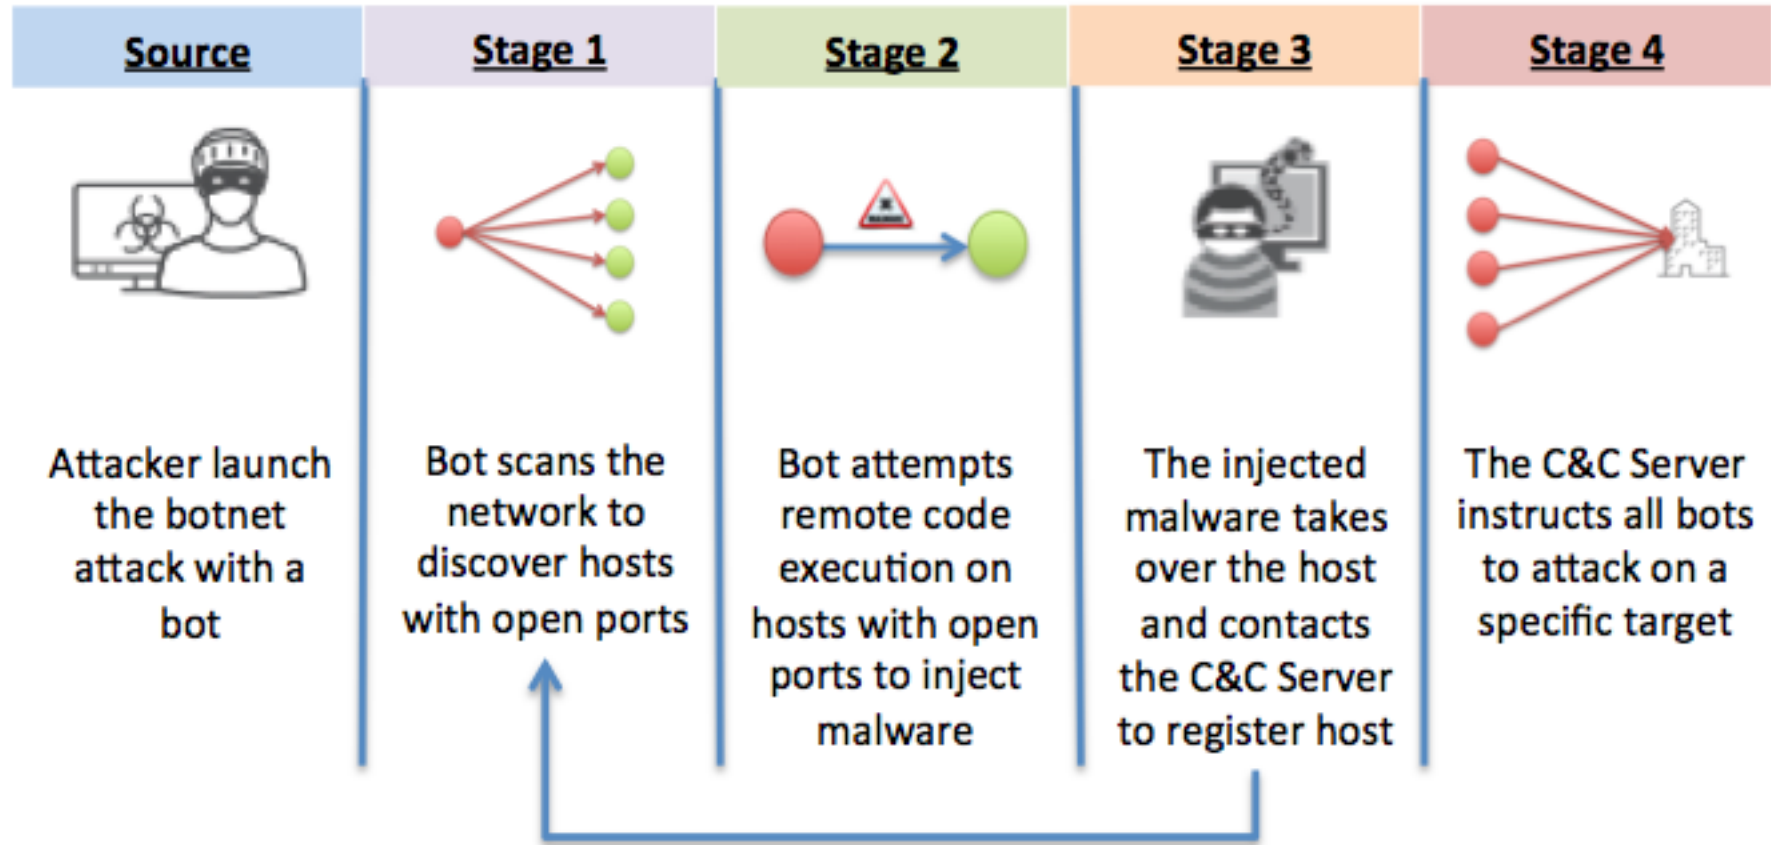 Source
Stage 1
Stage 2
Stage 3
Stage 4
Attacker launch
the botnet
attack with a
bot
Bot scans the
network to
discover hosts
with open ports
Bot attempts
remote code
execution on
hosts with open
ports to inject
malware
The injected
malware takes
over the host
and contacts
the C&C Server
to register host
The C&C Server
instructs all bots
to attack on a
specific target